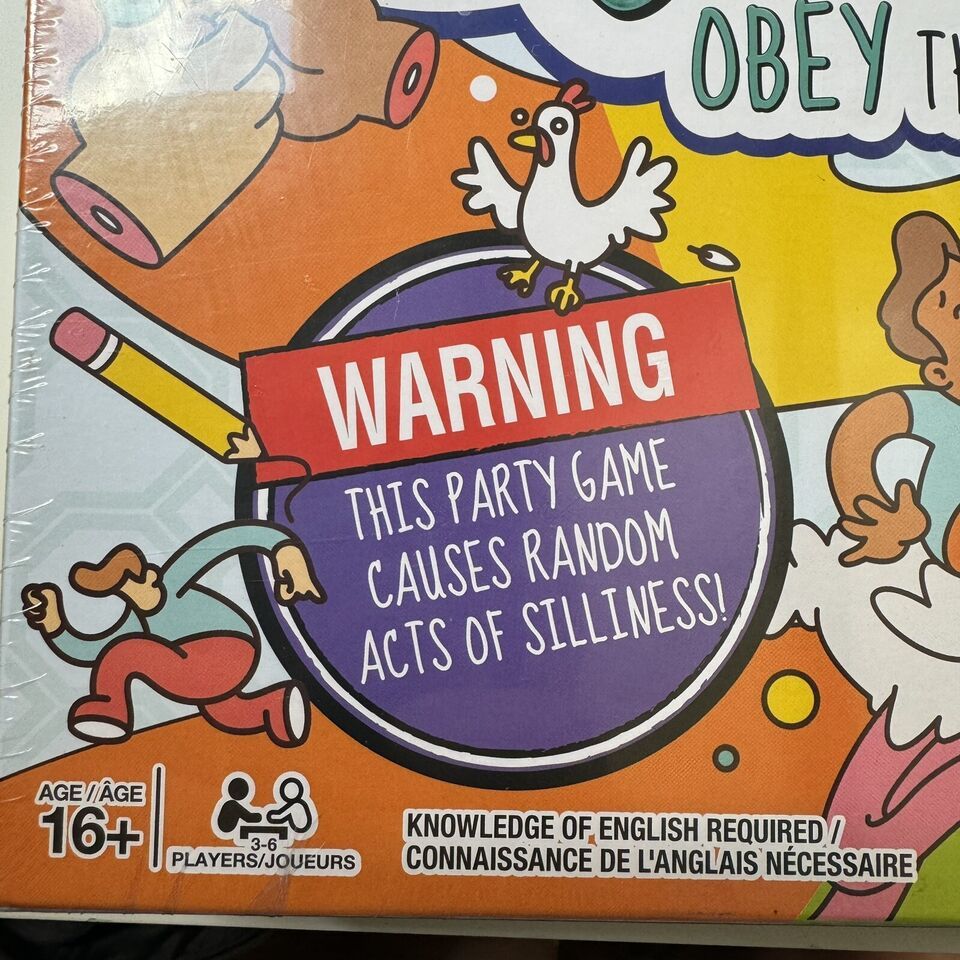 OBEY
WARNING
THIS PARTY GAME
CAUSES RANDOM
ACTS OF SILLINESS!
AGE / ÂGE
16+
3-6
PLAYERS/JOUEURS
KNOWLEDGE OF ENGLISH REQUIRED /
CONNAISSANCE DE L'ANGLAIS NÉCESSAIRE